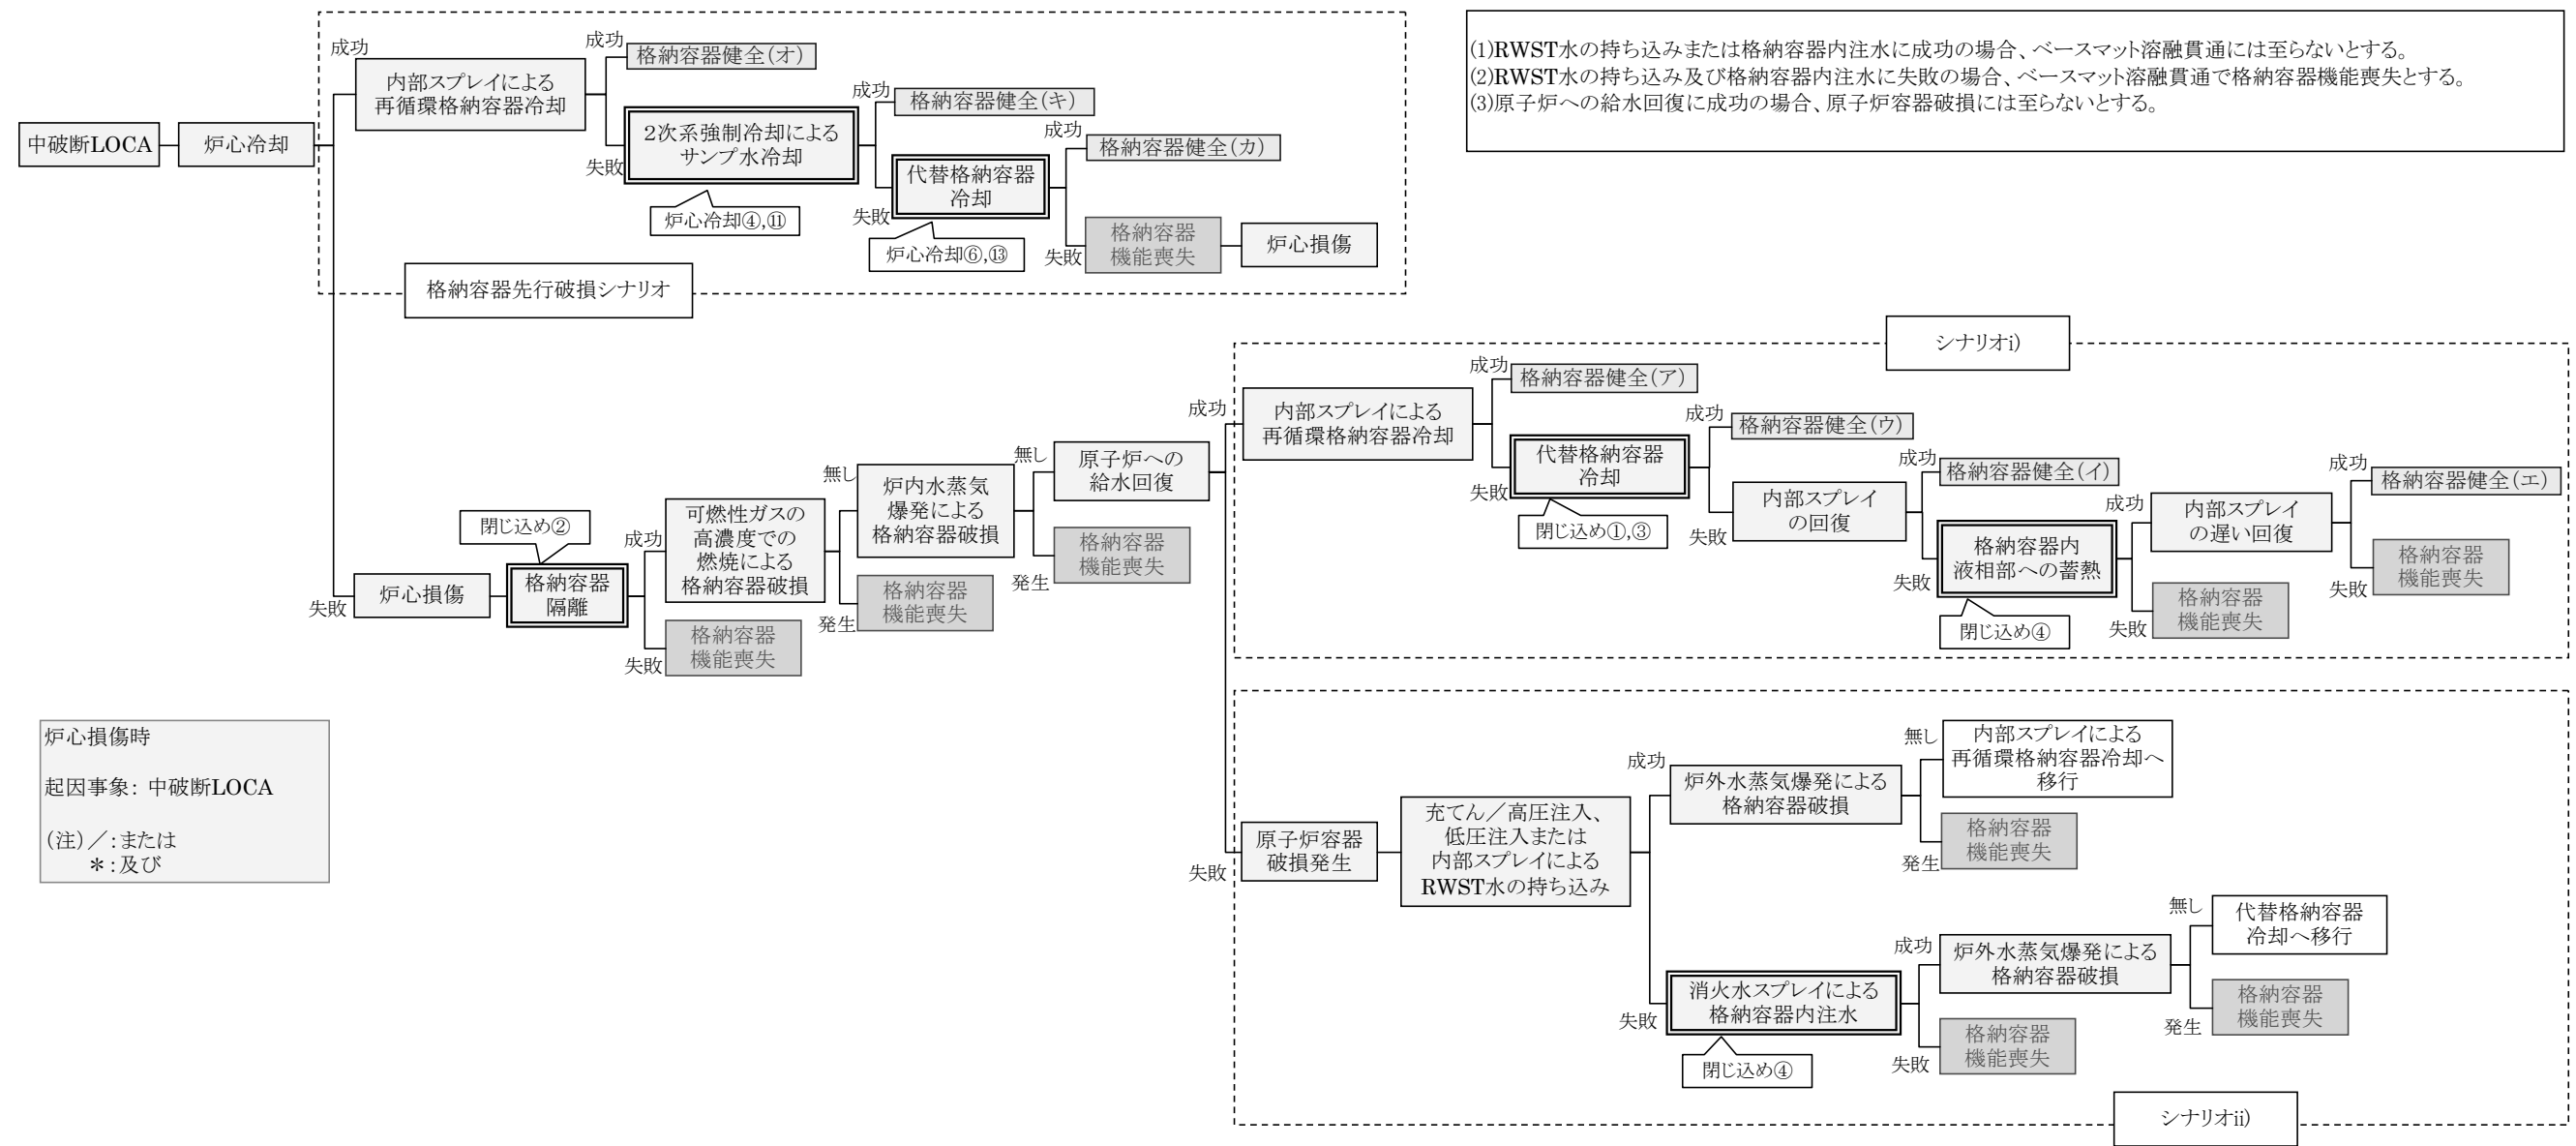 中破断LOCA
炉心冷却
成功
内部スプレイによる
再循環格納容器冷却
成功
格納容器健全(オ)
失敗
2次系強制冷却による
サンプ水冷却
炉心冷却④,⑪
成功
格納容器健全(キ)
失敗
代替格納容器
冷却
炉心冷却⑥,⑬
成功
格納容器健全(カ)
失敗
格納容器
機能喪失
炉心損傷
格納容器先行破損シナリオ
(1)RWST水の持ち込みまたは格納容器内注水に成功の場合、ベースマット溶融貫通には至らないとする。
(2)RWST水の持ち込み及び格納容器内注水に失敗の場合、ベースマット溶融貫通で格納容器機能喪失とする。
(3)原子炉への給水回復に成功の場合、原子炉容器破損には至らないとする。
失敗
炉心損傷
閉じ込め②
格納容器
隔離
成功
可燃性ガスの
高濃度での
燃焼による
格納容器破損
失敗
格納容器
機能喪失
無し
炉内水蒸気
爆発による
格納容器破損
発生
格納容器
機能喪失
無し
原子炉への
給水回復
発生
格納容器
機能喪失
シナリオi)
成功
内部スプレイによる
再循環格納容器冷却
成功
格納容器健全(ア)
失敗
代替格納容器
冷却
閉じ込め①,③
成功
格納容器健全(ウ)
失敗
内部スプレイ
の回復
成功
格納容器健全(イ)
失敗
格納容器内
液相部への蓄熱
閉じ込め④
成功
内部スプレイ
の遅い回復
失敗
格納容器
機能喪失
成功
格納容器健全(エ)
失敗
格納容器
機能喪失
失敗
原子炉容器
破損発生
充てん/高圧注入、
低圧注入または
内部スプレイによる
RWST水の持ち込み
成功
炉外水蒸気爆発による
格納容器破損
無し
内部スプレイによる
再循環格納容器冷却へ
移行
発生
格納容器
機能喪失
失敗
消火水スプレイによる
格納容器内注水
閉じ込め④
成功
炉外水蒸気爆発による
格納容器破損
無し
代替格納容器
冷却へ移行
発生
格納容器
機能喪失
失敗
格納容器
機能喪失
シナリオii)
炉心損傷時
起因事象: 中破断LOCA
(注)/:または
*:及び